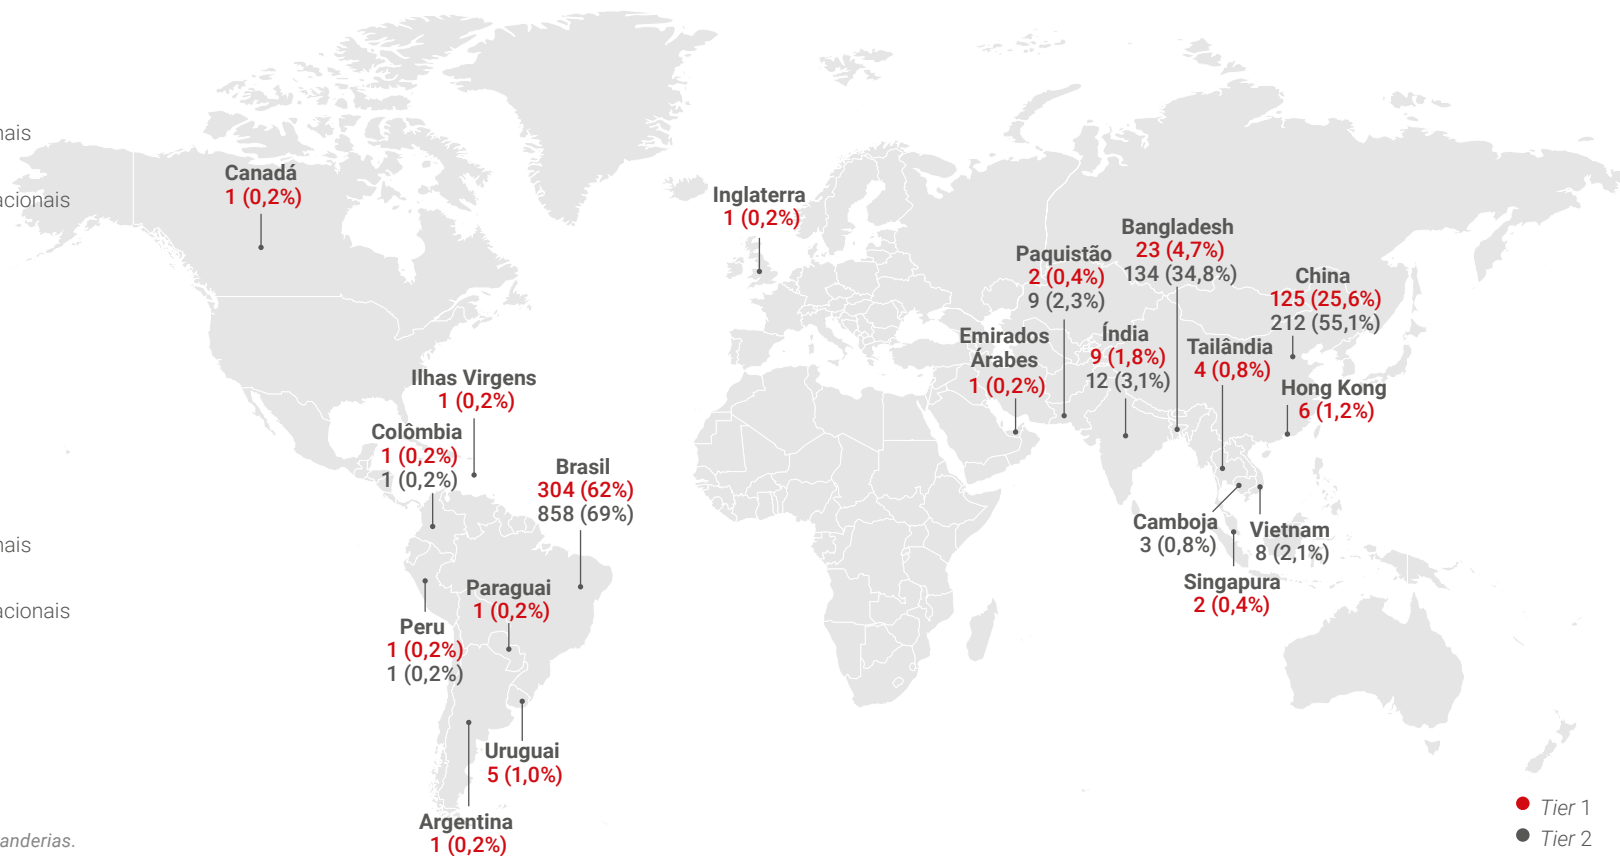 nais
acionais
nais
acionais
anderias.
Canadá
1 (0,2%)
Inglaterra
1 (0,2%)
Bangladesh
23 (4,7%)
134 (34,8%)
Paquistão
2 (0,4%)
9 (2,3%)
China
125 (25,6%)
212 (55,1%)
Emirados
Árabes
1 (0,2%)
Índia
9 (1,8%)
12 (3,1%)
Tailândia
4 (0,8%)
Hong Kong
6 (1,2%)
Ilhas Virgens
1 (0,2%)
Colômbia
1 (0,2%)
1 (0,2%)
Brasil
304 (62%)
858 (69%)
Camboja
3 (0,8%)
Vietnam
8 (2,1%)
Singapura
2 (0,4%)
Paraguai
1 (0,2%)
Peru
1 (0,2%)
1 (0,2%)
Uruguai
5 (1,0%)
Argentina
1 (0,2%)
Tier 1
Tier 2